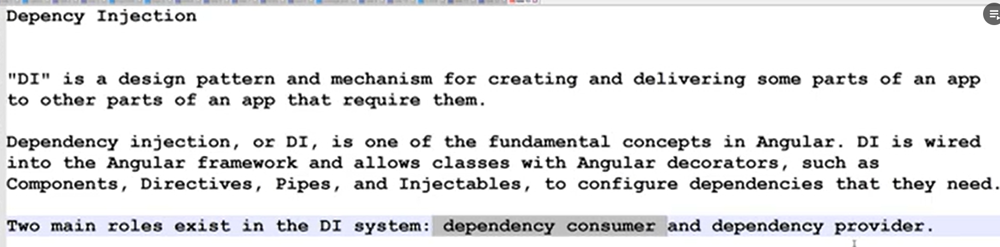 Depency Injection
"DI" is a design pattern and mechanism for creating and delivering some parts of an app
to other parts of an app that require them.
Dependency injection, or DI, is one of the fundamental concepts in Angular. DI is wired
into the Angular framework and allows classes with Angular decorators, such as
Components, Directives, Pipes, and Injectables, to configure dependencies that they need.
Two main roles exist in the DI system: dependency consumer and dependency provider.